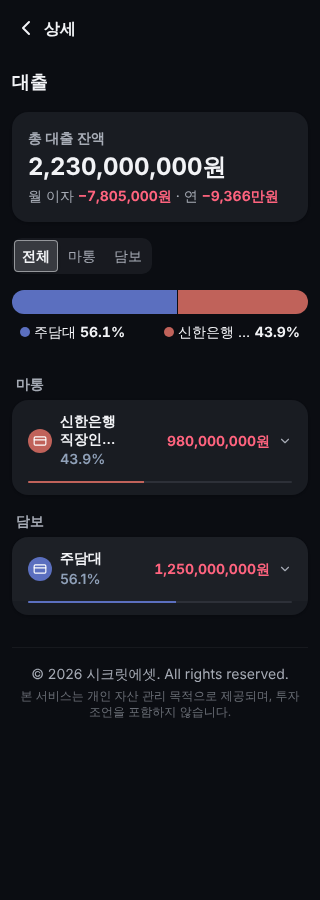 상세
대출
총 대출 잔액
2,230,000,000원
월 이자 −7,805,000원 · 연 −9,366만원
전체 마통 담보
주담대 56.1% 신한은행 ... 43.9%
마통
신한은행
직장인...
980,000,000원
43.9%
담보
주담대
1,250,000,000원
56.1%
© 2026 시크릿에셋. All rights reserved.
본 서비스는 개인 자산 관리 목적으로 제공되며, 투자
조언을 포함하지 않습니다.